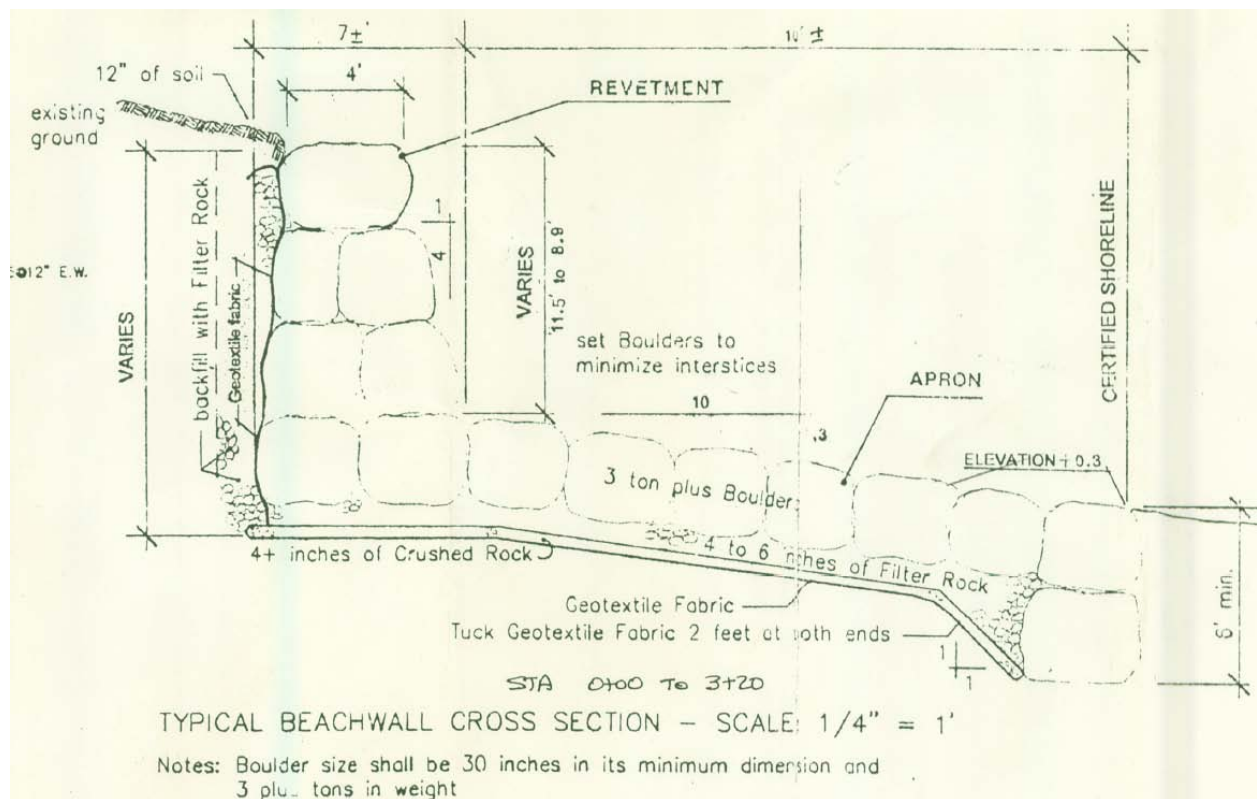 7±'
10' ±
12" of soil
4'
REVETMENT
existing
ground
1
4
12" E.W.
VARIES
backfill with Filter Rock
Geotextile fabric
VARIES
11.5' to 8.9'
set Boulders to
minimize interstices
CERTIFIED SHORELINE
10
APRON
.3
ELEVATION + 0.3
3 ton plus Boulder
4+ inches of Crushed Rock
4 to 6 inches of Filter Rock
Geotextile Fabric
Tuck Geotextile Fabric 2 feet at both ends
6' min.
1
1
STA 0+00 TO 3+20
TYPICAL BEACHWALL CROSS SECTION - SCALE: 1/4" = 1'
Notes: Boulder size shall be 30 inches in its minimum dimension and
3 plus tons in weight